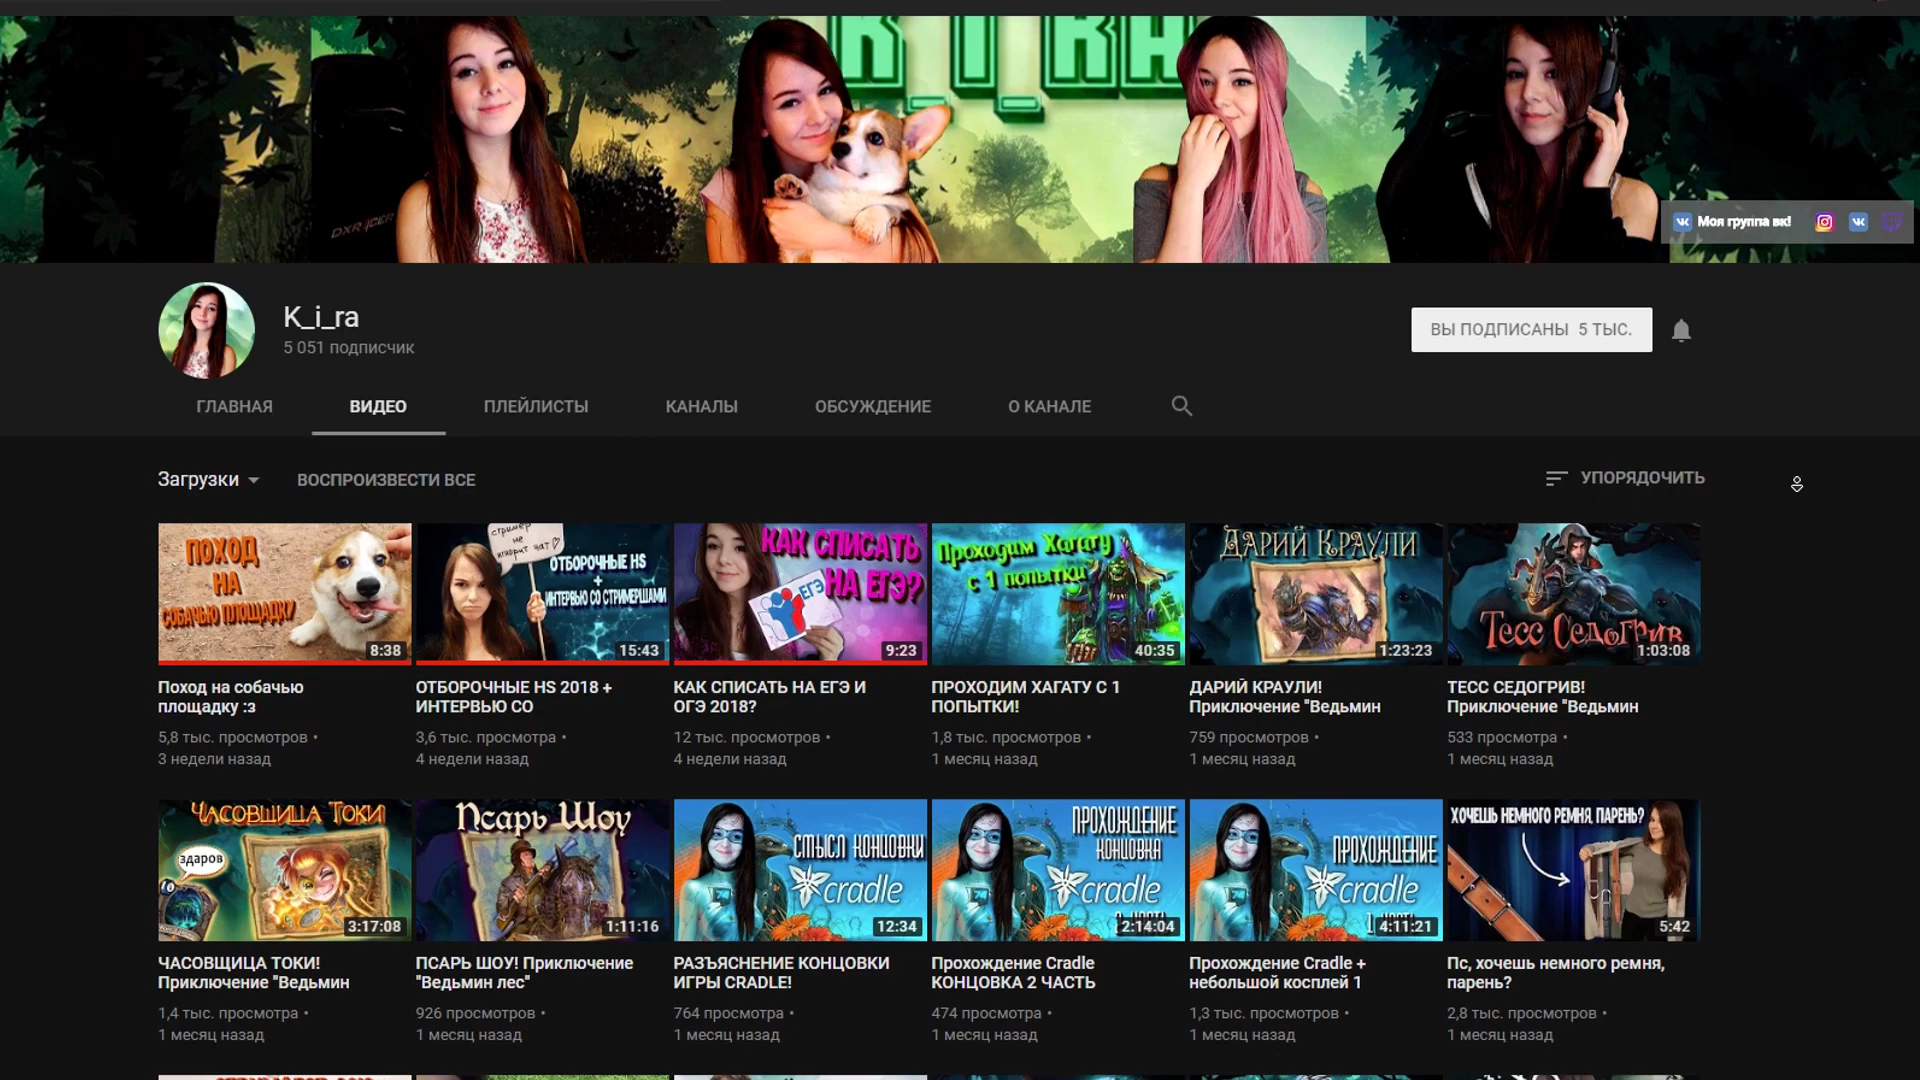 K_I_RA
DXRACER
Моя группа вк!
K_i_ra
5 051 подписчик
ВЫ ПОДПИСАНЫ 5 ТЫС.
ГЛАВНАЯ
ВИДЕО
ПЛЕЙЛИСТЫ
КАНАЛЫ
ОБСУЖДЕНИЕ
О КАНАЛЕ
Загрузки
ВОСПРОИЗВЕСТИ ВСЕ
УПОРЯДОЧИТЬ
ПОХОД
НА
СОБАЧЬЮ ПЛОЩАДКУ
8:38
стример
не
игнорит чат
ОТБОРОЧНЫЕ HS
+
ИНТЕРВЬЮ СО СТРИМЕРШАМИ
15:43
КАК СПИСАТЬ
НА ЕГЭ?
ЕГЭ
9:23
Проходим Хагату
с 1 попытки
40:35
ДАРИЙ КРАУЛИ
1:23:23
Тесс Седогрив
1:03:08
Поход на собачью
площадку :з
5,8 тыс. просмотров •
3 недели назад
ОТБОРОЧНЫЕ HS 2018 +
ИНТЕРВЬЮ СО
3,6 тыс. просмотра •
4 недели назад
КАК СПИСАТЬ НА ЕГЭ И
ОГЭ 2018?
12 тыс. просмотров •
4 недели назад
ПРОХОДИМ ХАГАТУ С 1
ПОПЫТКИ!
1,8 тыс. просмотров •
1 месяц назад
ДАРИЙ КРАУЛИ!
Приключение "Ведьмин
759 просмотров •
1 месяц назад
ТЕСС СЕДОГРИВ!
Приключение "Ведьмин
533 просмотра •
1 месяц назад
ЧАСОВЩИЦА ТОКИ
здаров
10
3:17:08
Псарь Шоу
1:11:16
СМЫСЛ КОНЦОВКИ
cradle
12:34
ПРОХОЖДЕНИЕ
КОНЦОВКА
cradle
2:14:04
ПРОХОЖДЕНИЕ
cradle
4:11:21
ХОЧЕШЬ НЕМНОГО РЕМНЯ, ПАРЕНЬ?
5:42
ЧАСОВЩИЦА ТОКИ!
Приключение "Ведьмин
1,4 тыс. просмотра •
1 месяц назад
ПСАРЬ ШОУ! Приключение
"Ведьмин лес"
926 просмотров •
1 месяц назад
РАЗЪЯСНЕНИЕ КОНЦОВКИ
ИГРЫ CRADLE!
764 просмотра •
1 месяц назад
Прохождение Cradle
КОНЦОВКА 2 ЧАСТЬ
474 просмотра •
1 месяц назад
Прохождение Cradle +
небольшой косплей 1
1,3 тыс. просмотров •
1 месяц назад
Пс, хочешь немного ремня,
парень?
2,8 тыс. просмотров •
1 месяц назад